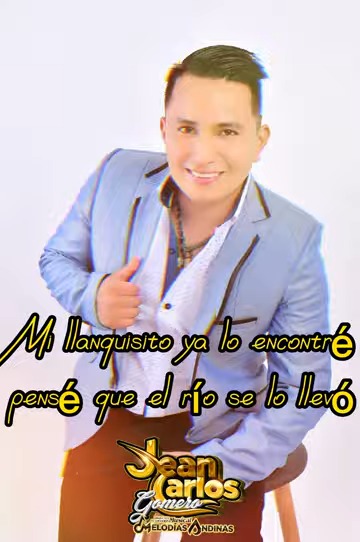 Mi llanquisito ya lo encontré
pensé que el río se lo llevó
Jean
Carlos
Gomero
MELODÍAS ANDINAS